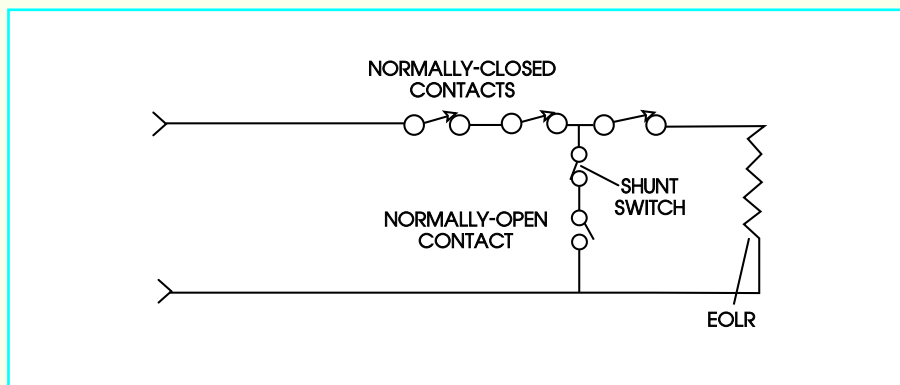 NORMALLY-CLOSED
CONTACTS
SHUNT
SWITCH
NORMALLY-OPEN
CONTACT
EOLR